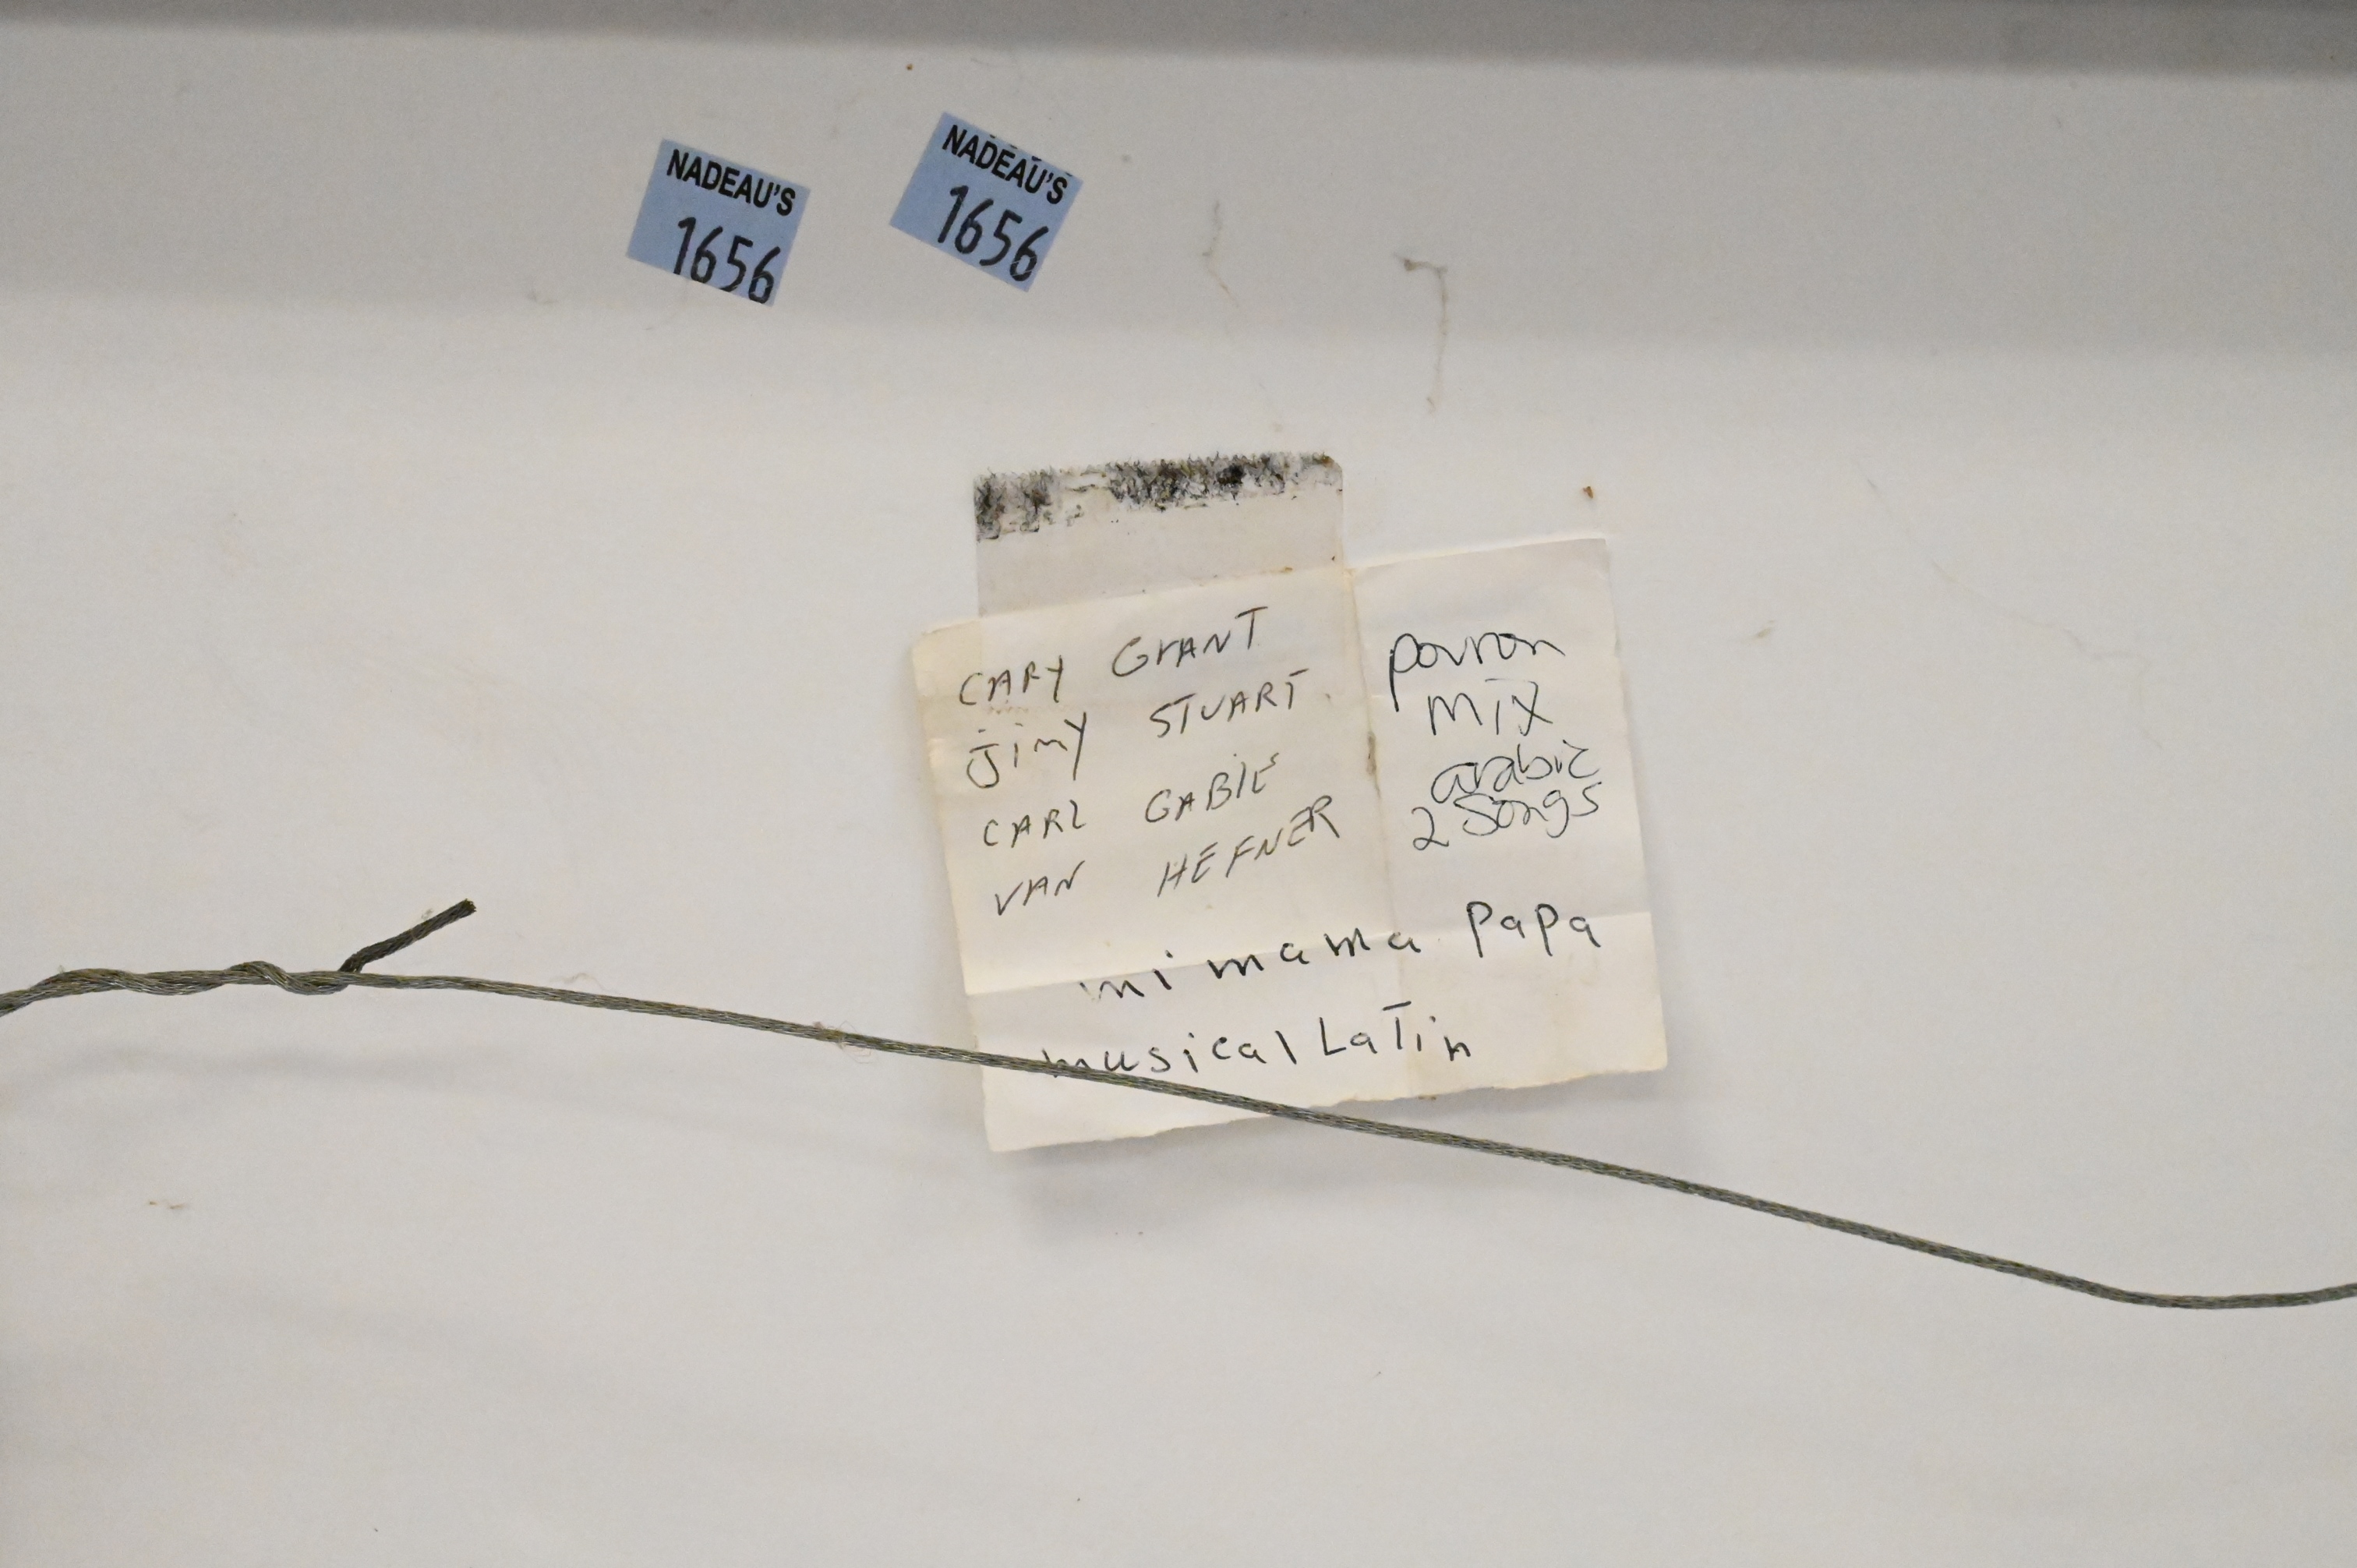 NADEAU'S
1656
NADEAU'S
1656
CARY GrANT
jimy STUART
CARL GABlE
VAN HEFNER
mi mama PaPa
musical LaTin
mix
arabic
2 Songs